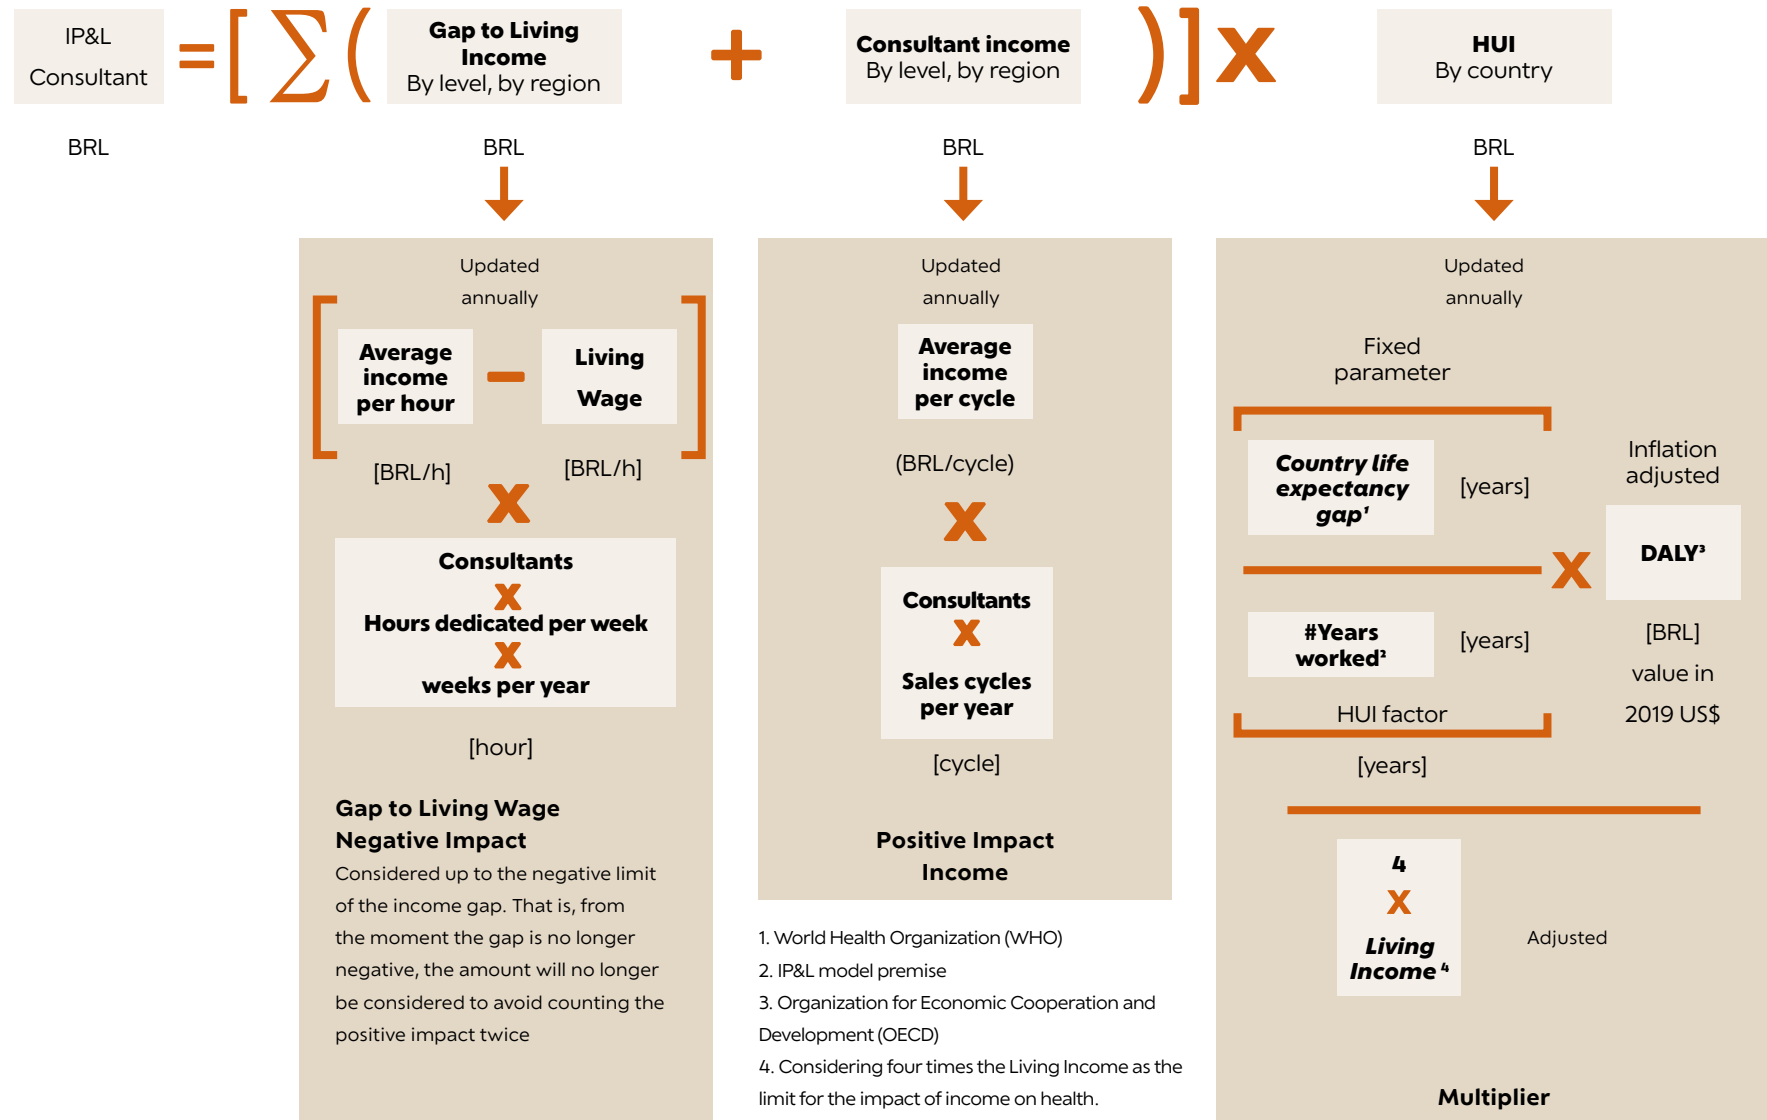 IP&L
Consultant
=
[
∑
(
Gap to Living
Income
By level, by region
+
Consultant income
By level, by region
)
]
X
HUI
By country
BRL
BRL
BRL
BRL
Updated
annually
Average
income
per hour
–
Living
Wage
[BRL/h]
[BRL/h]
X
Consultants
X
Hours dedicated per week
X
weeks per year
[hour]
Gap to Living Wage
Negative Impact
Considered up to the negative limit
of the income gap. That is, from
the moment the gap is no longer
negative, the amount will no longer
be considered to avoid counting the
positive impact twice
Updated
annually
Average
income
per cycle
(BRL/cycle)
X
Consultants
X
Sales cycles
per year
[cycle]
Positive Impact
Income
1. World Health Organization (WHO)
2. IP&L model premise
3. Organization for Economic Cooperation and
Development (OECD)
4. Considering four times the Living Income as the
limit for the impact of income on health.
Updated
annually
Fixed
parameter
Country life
expectancy
gap¹
[years]
#Years
worked²
[years]
HUI factor
[years]
X
Inflation
adjusted
DALY³
[BRL]
value in
2019 US$
4
X
Living
Income ⁴
Adjusted
Multiplier